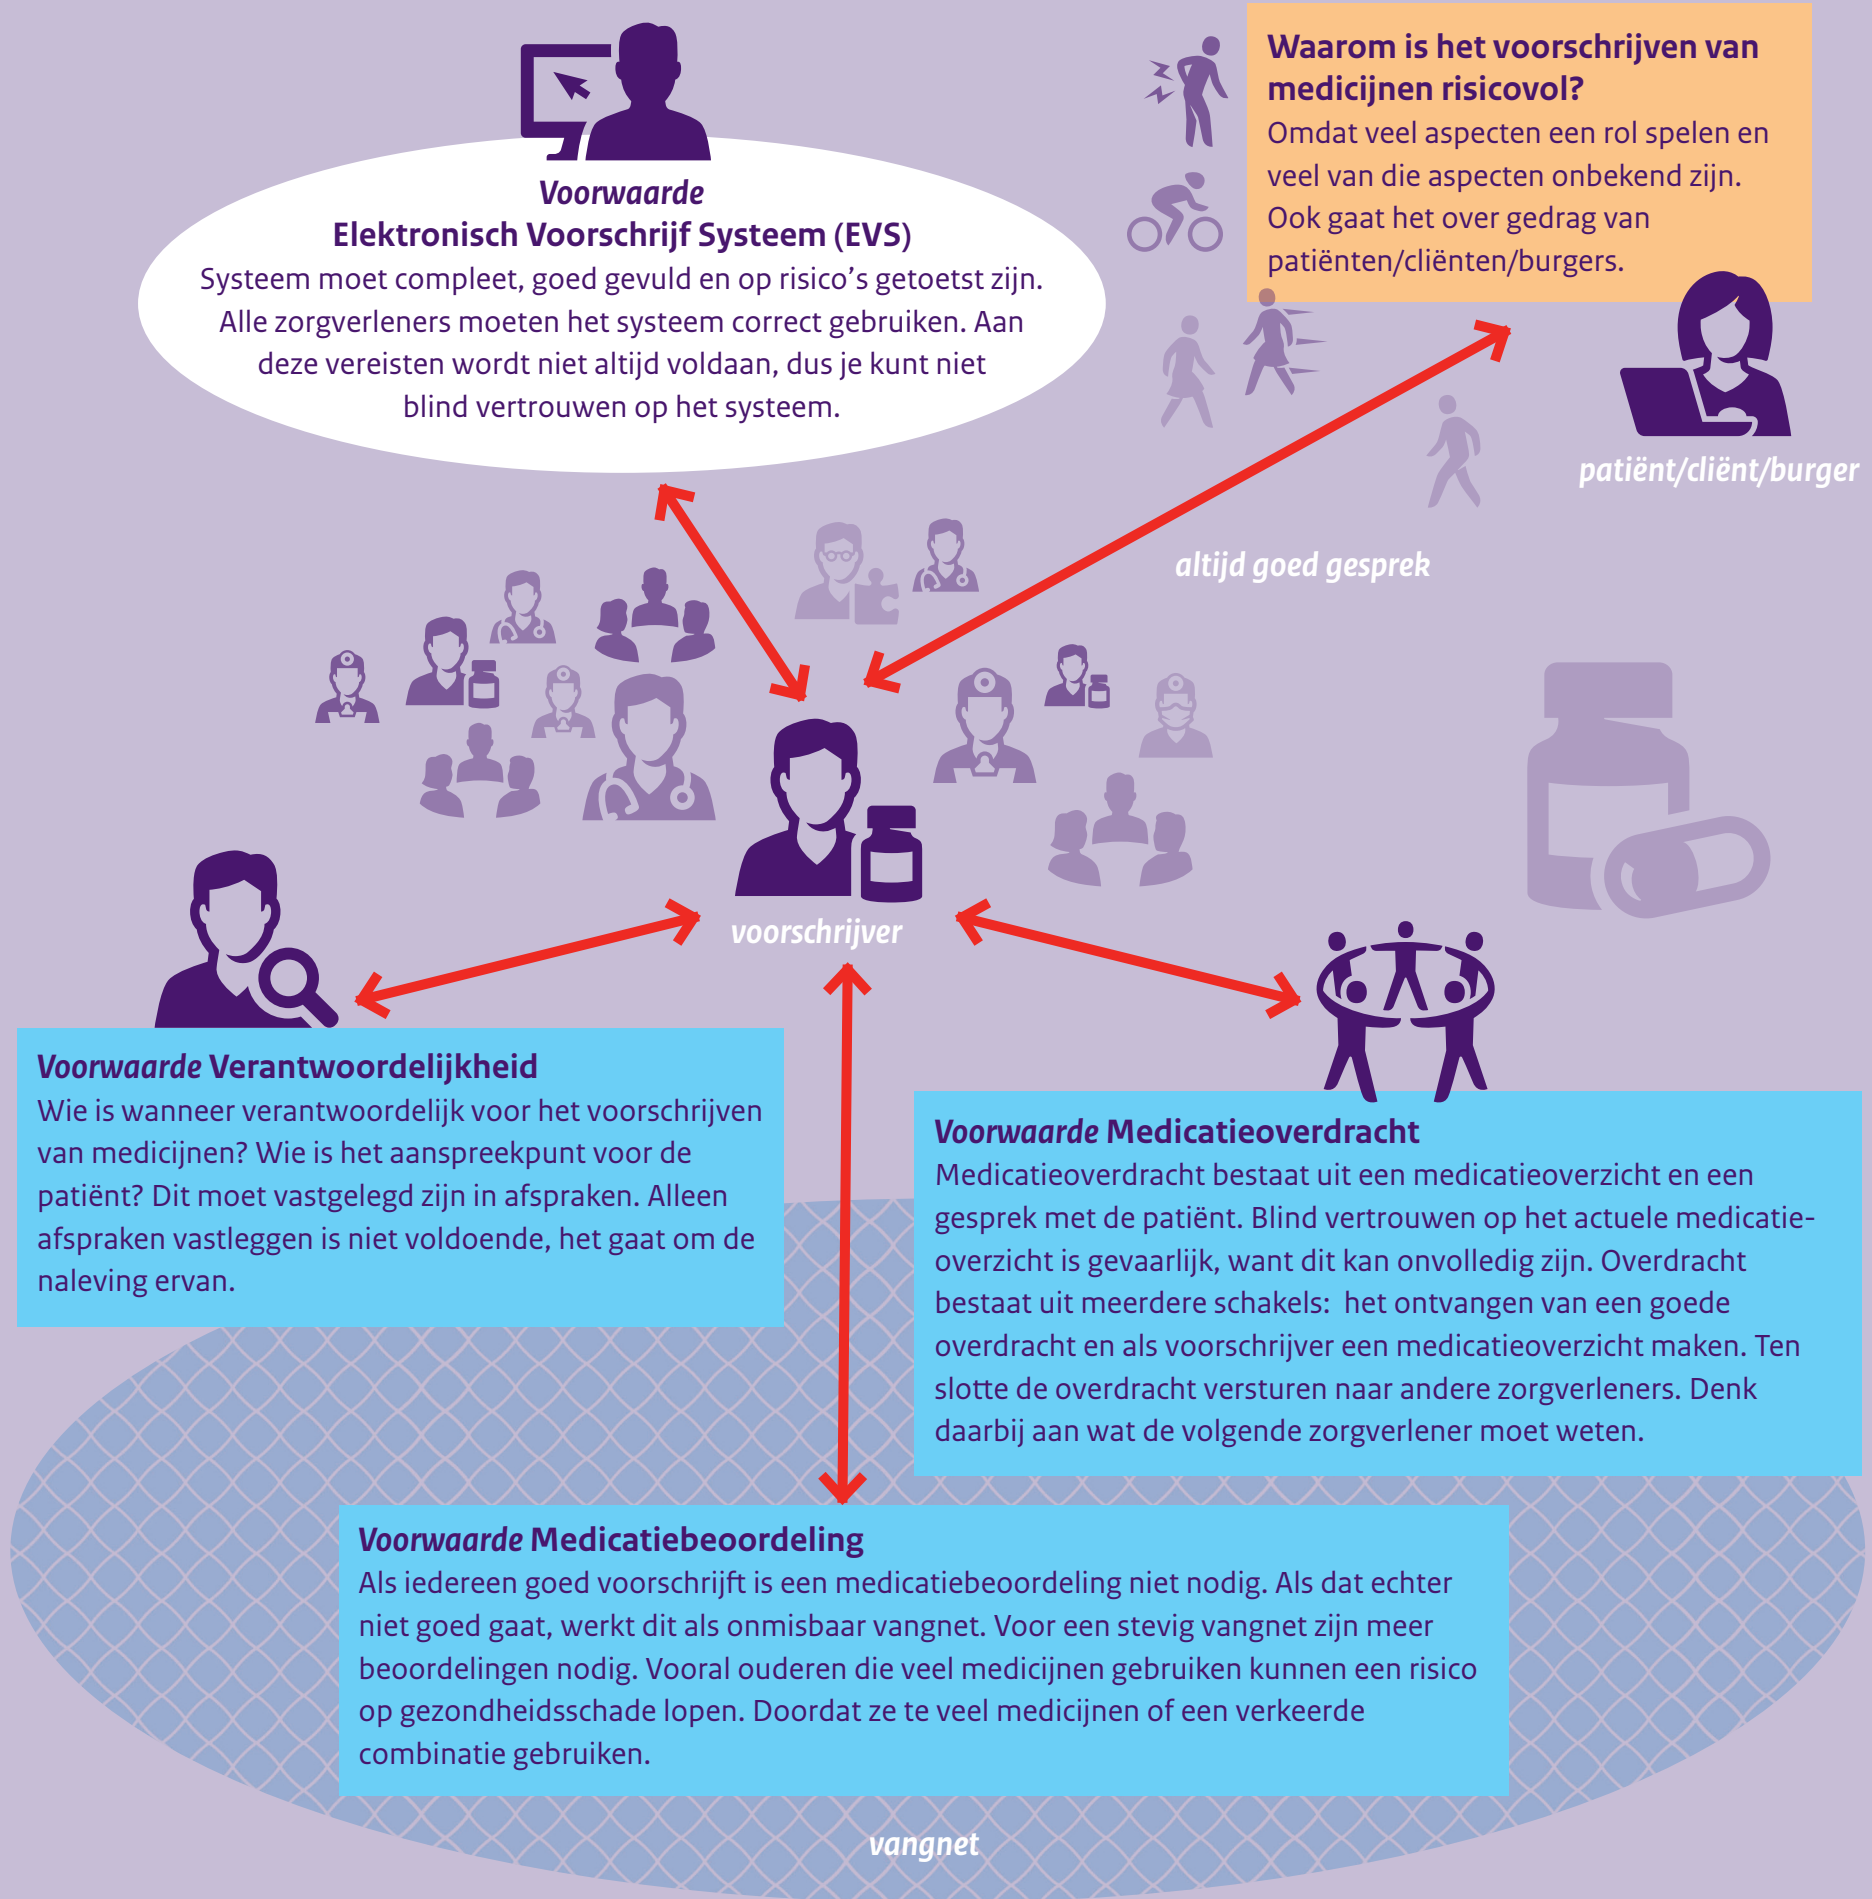 Voorwaarde
Elektronisch Voorschrijf Systeem (EVS)
Systeem moet compleet, goed gevuld en op risico’s getoetst zijn.
Alle zorgverleners moeten het systeem correct gebruiken. Aan
deze vereisten wordt niet altijd voldaan, dus je kunt niet
blind vertrouwen op het systeem.
Waarom is het voorschrijven van
medicijnen risicovol?
Omdat veel aspecten een rol spelen en
veel van die aspecten onbekend zijn.
Ook gaat het over gedrag van
patiënten/cliënten/burgers.
patiënt/cliënt/burger
altijd goed gesprek
voorschrijver
Voorwaarde Verantwoordelijkheid
Wie is wanneer verantwoordelijk voor het voorschrijven
van medicijnen? Wie is het aanspreekpunt voor de
patiënt? Dit moet vastgelegd zijn in afspraken. Alleen
afspraken vastleggen is niet voldoende, het gaat om de
naleving ervan.
Voorwaarde Medicatieoverdracht
Medicatieoverdracht bestaat uit een medicatieoverzicht en een
gesprek met de patiënt. Blind vertrouwen op het actuele medicatie-
overzicht is gevaarlijk, want dit kan onvolledig zijn. Overdracht
bestaat uit meerdere schakels:  het ontvangen van een goede
overdracht en als voorschrijver een medicatieoverzicht maken. Ten
slotte de overdracht versturen naar andere zorgverleners. Denk
daarbij aan wat de volgende zorgverlener moet weten.
Voorwaarde Medicatiebeoordeling
Als iedereen goed voorschrijft is een medicatiebeoordeling niet nodig. Als dat echter
niet goed gaat, werkt dit als onmisbaar vangnet. Voor een stevig vangnet zijn meer
beoordelingen nodig. Vooral ouderen die veel medicijnen gebruiken kunnen een risico
op gezondheidsschade lopen. Doordat ze te veel medicijnen of een verkeerde
combinatie gebruiken.
vangnet